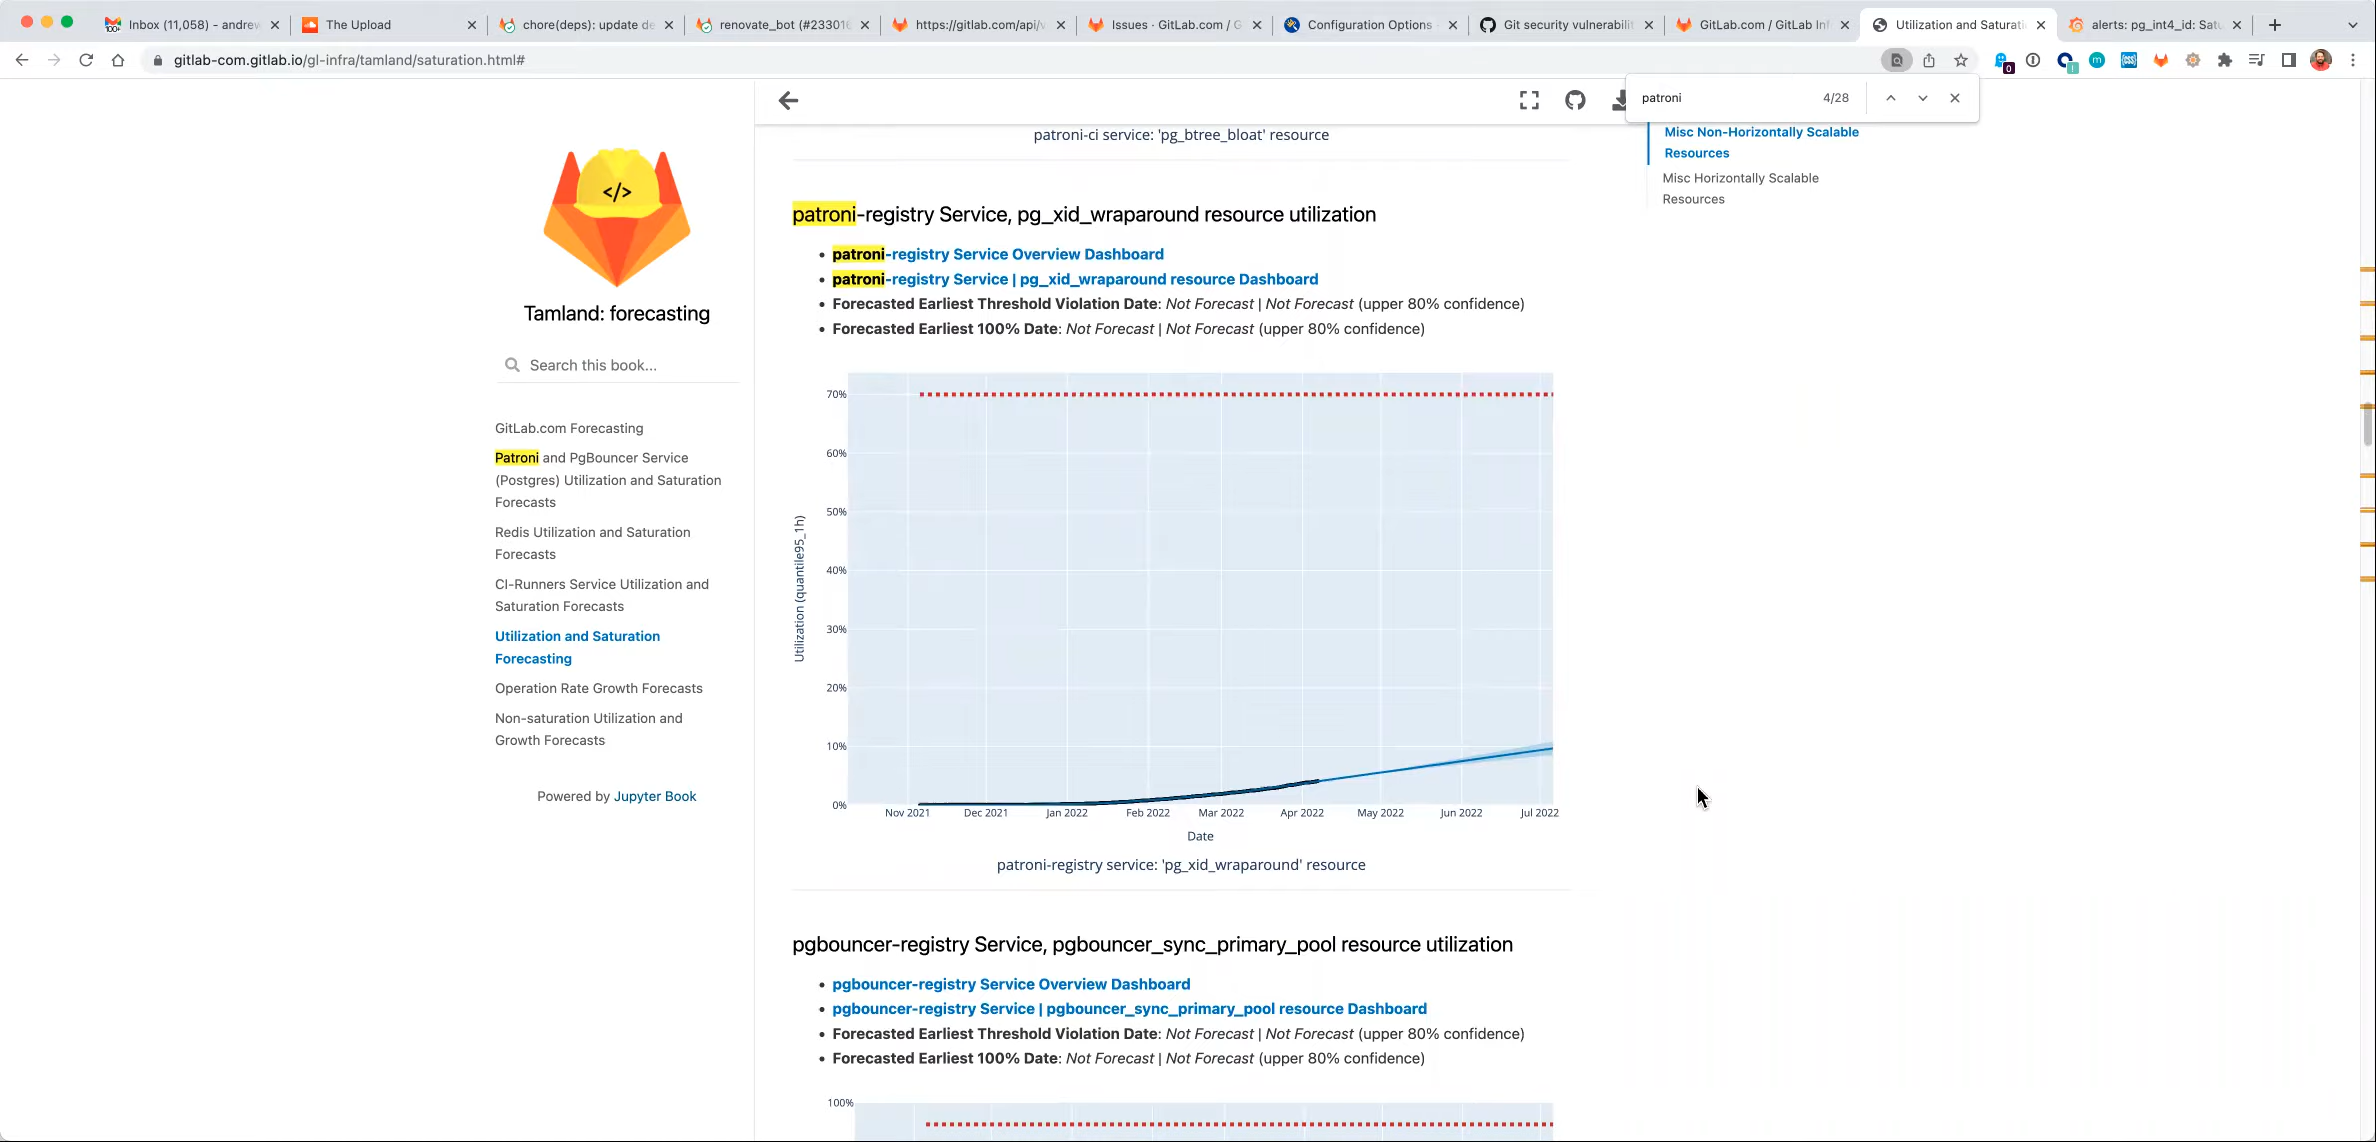 Inbox (11,058) - andrew
The Upload
chore(deps): update de
renovate_bot (#233016
https://gitlab.com/api/v
Issues · GitLab.com / G
Configuration Options
Git security vulnerabilit
GitLab.com / GitLab Inf
Utilization and Saturati
alerts: pg_int4_id: Satu
gitlab-com.gitlab.io/gl-infra/tamland/saturation.html#
patroni
4/28
Tamland: forecasting
Search this book...
GitLab.com Forecasting
Patroni and PgBouncer Service
(Postgres) Utilization and Saturation
Forecasts
Redis Utilization and Saturation
Forecasts
CI-Runners Service Utilization and
Saturation Forecasts
Utilization and Saturation
Forecasting
Operation Rate Growth Forecasts
Non-saturation Utilization and
Growth Forecasts
Powered by Jupyter Book
patroni-ci service: 'pg_btree_bloat' resource
patroni-registry Service, pg_xid_wraparound resource utilization
• patroni-registry Service Overview Dashboard
• patroni-registry Service | pg_xid_wraparound resource Dashboard
• Forecasted Earliest Threshold Violation Date: Not Forecast | Not Forecast (upper 80% confidence)
• Forecasted Earliest 100% Date: Not Forecast | Not Forecast (upper 80% confidence)
70%
60%
50%
40%
30%
20%
10%
0%
Utilization (quantile95_1h)
Nov 2021
Dec 2021
Jan 2022
Feb 2022
Mar 2022
Apr 2022
May 2022
Jun 2022
Jul 2022
Date
patroni-registry service: 'pg_xid_wraparound' resource
pgbouncer-registry Service, pgbouncer_sync_primary_pool resource utilization
• pgbouncer-registry Service Overview Dashboard
• pgbouncer-registry Service | pgbouncer_sync_primary_pool resource Dashboard
• Forecasted Earliest Threshold Violation Date: Not Forecast | Not Forecast (upper 80% confidence)
• Forecasted Earliest 100% Date: Not Forecast | Not Forecast (upper 80% confidence)
100%
Misc Non-Horizontally Scalable
Resources
Misc Horizontally Scalable
Resources